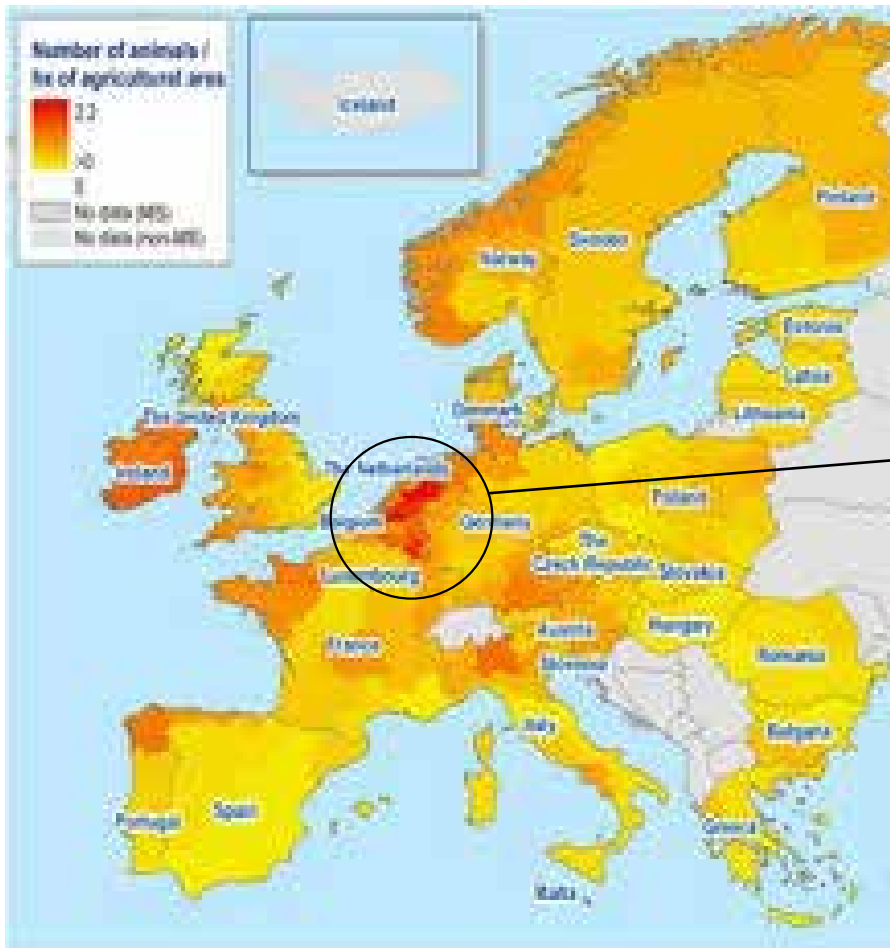 Number of animals /
ha of agricultural area
2.2
>0
0
No data (MS)
No data (non-MS)
Iceland
Finland
Sweden
Norway
Estonia
Latvia
Denmark
Lithuania
The United Kingdom
Ireland
The Netherlands
Poland
Belgium
Germany
The
Czech Republic
Slovakia
Luxembourg
Austria
Hungary
France
Slovenia
Romania
Italy
Bulgaria
Spain
Portugal
Greece
Malta